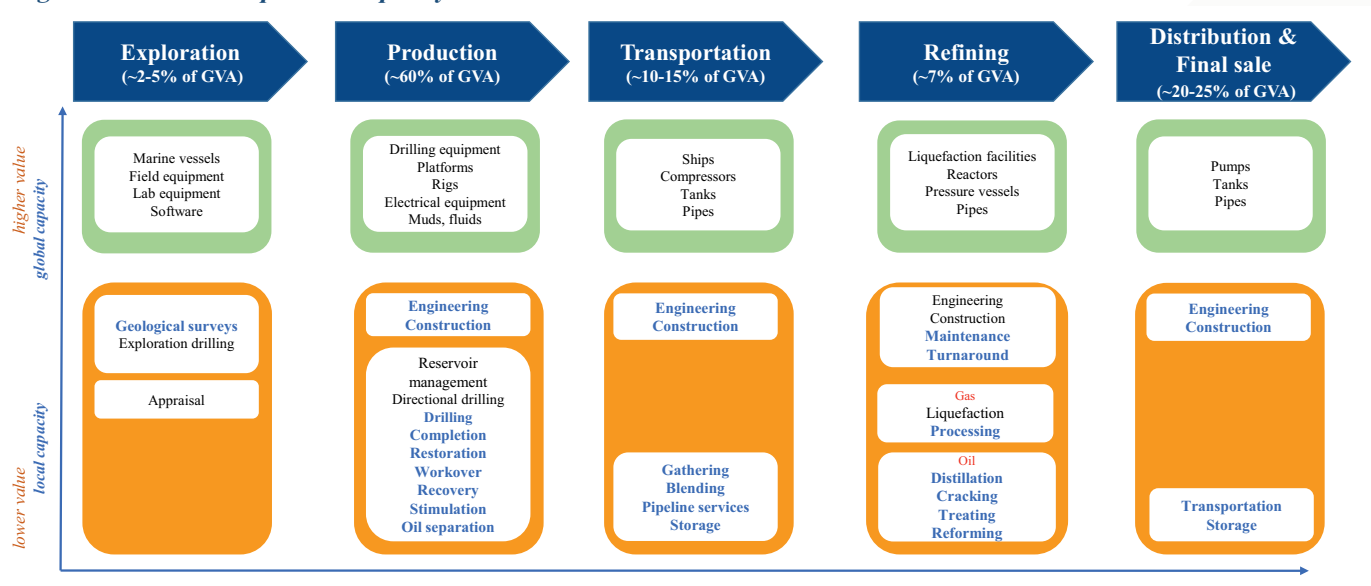 Exploration
(~2-5% of GVA)
Production
(~60% of GVA)
Transportation
(~10-15% of GVA)
Refining
(~7% of GVA)
Distribution &
Final sale
(~20-25% of GVA)
higher value
global capacity
Marine vessels
Field equipment
Lab equipment
Software
Drilling equipment
Platforms
Rigs
Electrical equipment
Muds, fluids
Ships
Compressors
Tanks
Pipes
Liquefaction facilities
Reactors
Pressure vessels
Pipes
Pumps
Tanks
Pipes
lower value
local capacity
Geological surveys
Exploration drilling
Appraisal
Engineering
Construction
Reservoir
management
Directional drilling
Drilling
Completion
Restoration
Workover
Recovery
Stimulation
Oil separation
Engineering
Construction
Gathering
Blending
Pipeline services
Storage
Engineering
Construction
Maintenance
Turnaround
Gas
Liquefaction
Processing
Oil
Distillation
Cracking
Treating
Reforming
Engineering
Construction
Transportation
Storage